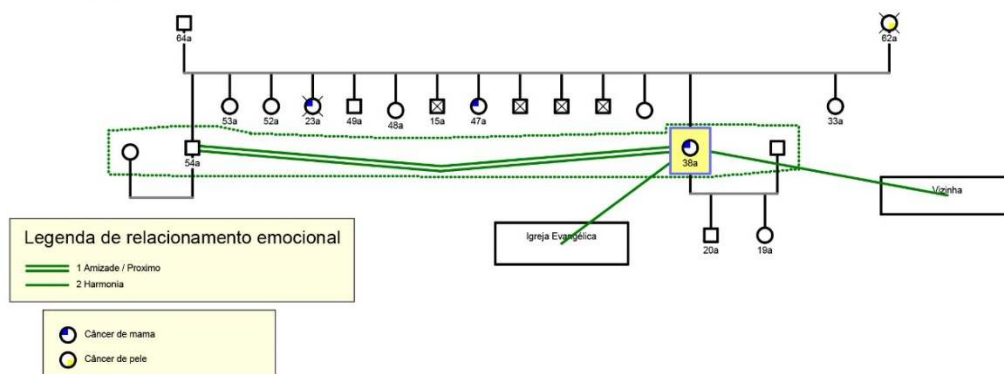 64a
62a
53a
52a
23a
49a
48a
15a
47a
33a
54a
38a
Vizinha
Igreja Evangélica
20a
19a
Legenda de relacionamento emocional
1 Amizade / Proximo
2 Harmonia
Câncer de mama
Câncer de pele